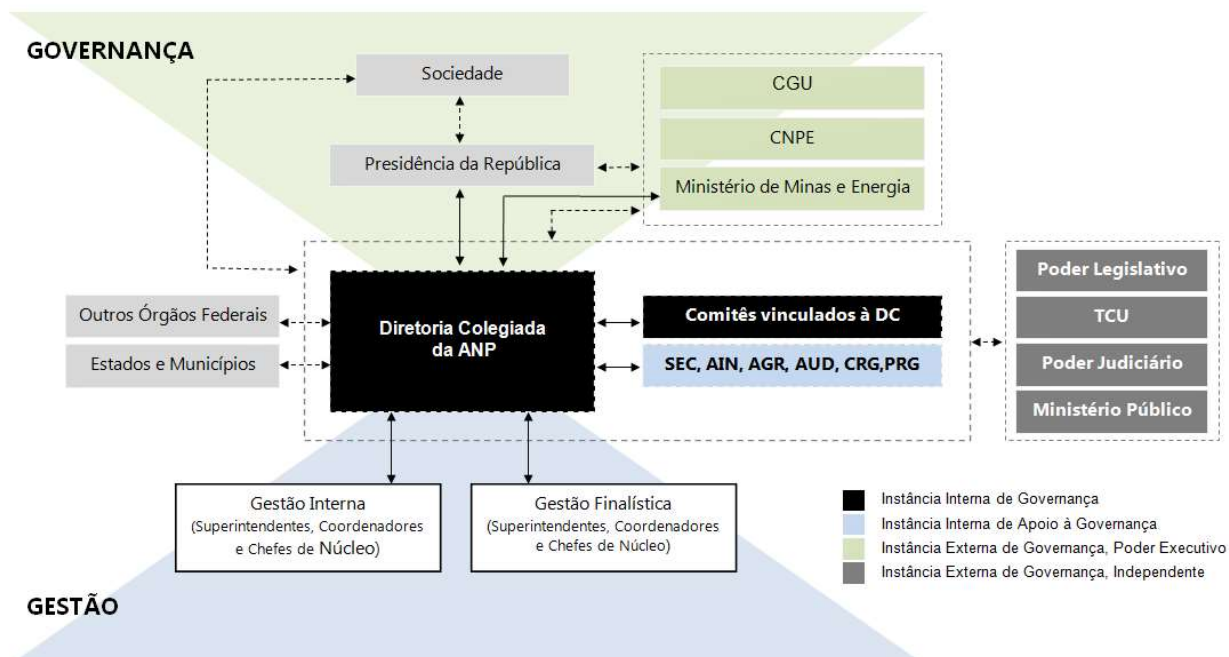 GOVERNANÇA
Sociedade
Presidência da República
CGU
CNPE
Ministério de Minas e Energia
Outros Órgãos Federais
Estados e Municípios
Diretoria Colegiada
da ANP
Comitês vinculados à DC
SEC, AIN, AGR, AUD, CRG,PRG
Poder Legislativo
TCU
Poder Judiciário
Ministério Público
Gestão Interna
(Superintendentes, Coordenadores
e Chefes de Núcleo)
Gestão Finalística
(Superintendentes, Coordenadores
e Chefes de Núcleo)
Instância Interna de Governança
Instância Interna de Apoio à Governança
Instância Externa de Governança, Poder Executivo
Instância Externa de Governança, Independente
GESTÃO